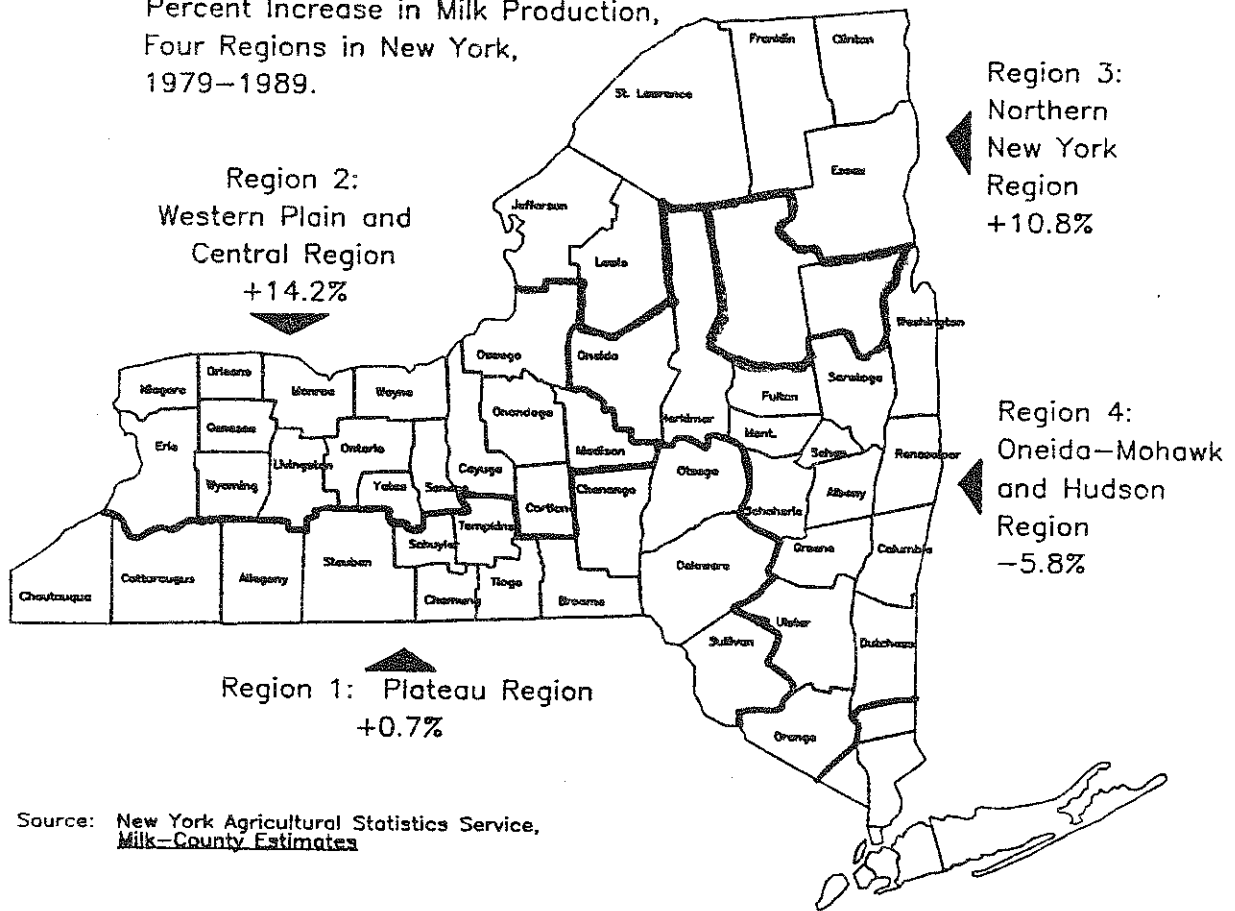 Percent Increase in Milk Production,
Four Regions in New York,
1979–1989.
Region 3:
Northern
New York
Region
+10.8%
Region 2:
Western Plain and
Central Region
+14.2%
Region 4:
Oneida–Mohawk
and Hudson
Region
–5.8%
Region 1: Plateau Region
+0.7%
Franklin
Clinton
St. Lawrence
Essex
Jefferson
Lewis
Washington
Oswego
Oneida
Saratoga
Niagara
Orleans
Monroe
Wayne
Fulton
Onondaga
Herkimer
Genesee
Mont.
Erie
Ontario
Madison
Schen.
Rensselaer
Livingston
Cayuga
Otsego
Wyoming
Yates
Seneca
Chenango
Albany
Cortland
Schoharie
Tompkins
Schuyler
Greene
Columbia
Steuben
Delaware
Cattaraugus
Allegany
Tioga
Chautauqua
Chemung
Broome
Ulster
Sullivan
Dutchess
Orange
Source: New York Agricultural Statistics Service,
Milk–County Estimates